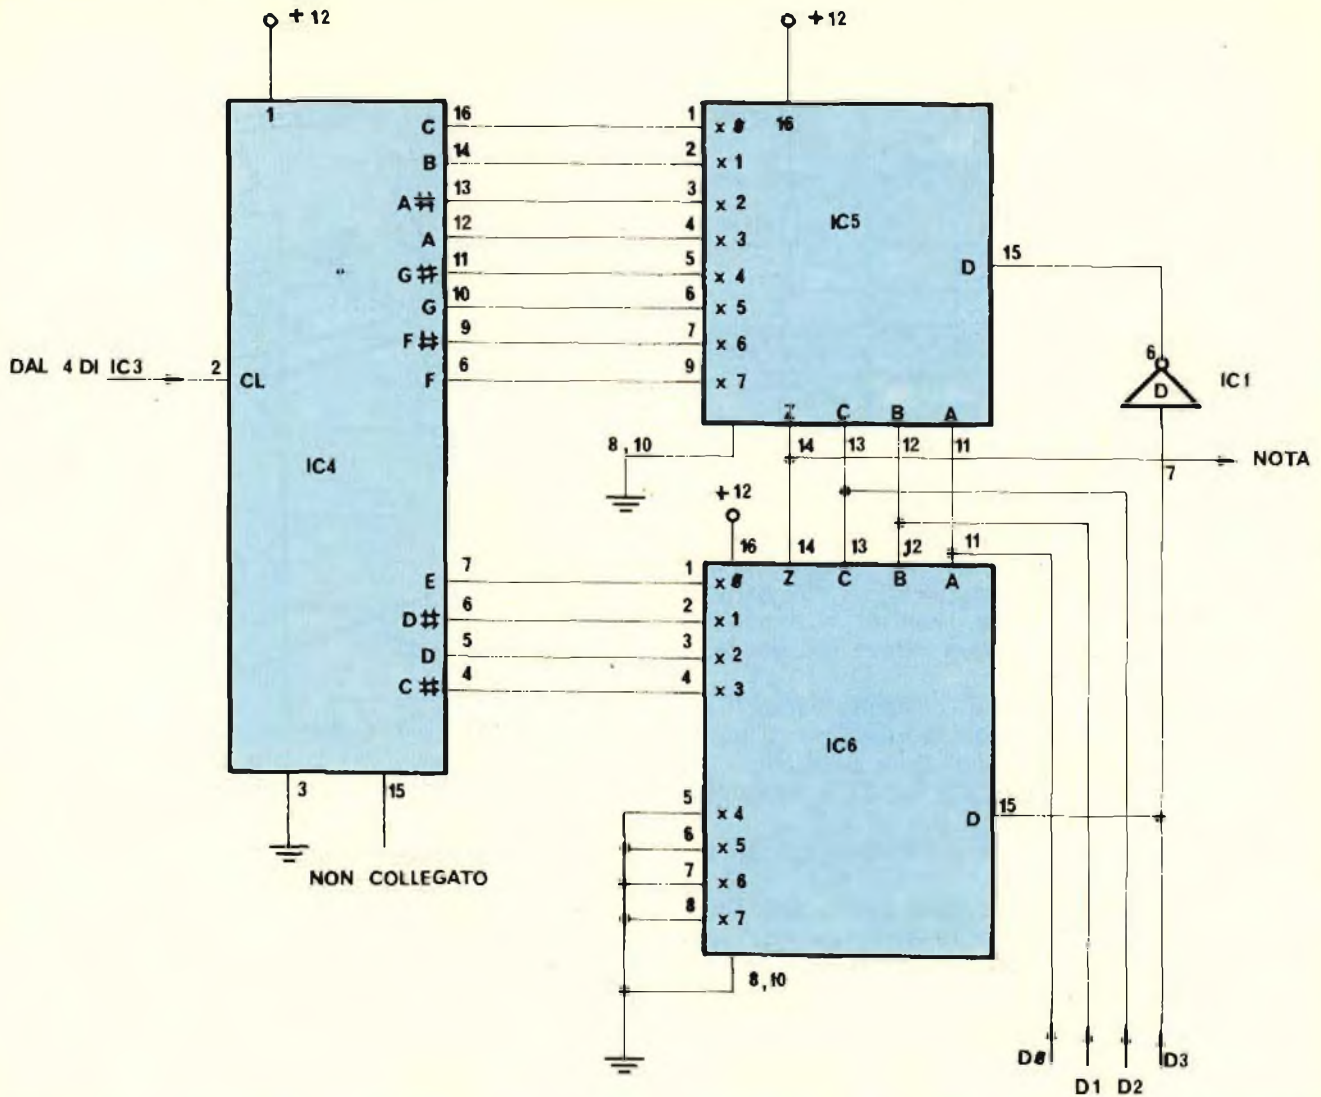 + 12
+ 12
1
C 16
B 14
A# 13
A 12
G# 11
G 10
F# 9
F 6
DAL 4 DI IC3
2
CL
IC4
E 7
D# 6
D 5
C# 4
3
15
NON COLLEGATO
16
1 x 0
2 x 1
3 x 2
4 x 3
5 x 4
6 x 5
7 x 6
9 x 7
IC5
D 15
Z C B A
8,10
14 13 12 11
6
D
IC1
7
NOTA
+ 12
16 14 13 12 11
Z C B A
1 x 0
2 x 1
3 x 2
4 x 3
IC6
5 x 4
6 x 5
7 x 6
8 x 7
D 15
8,10
D0
D1
D2
D3